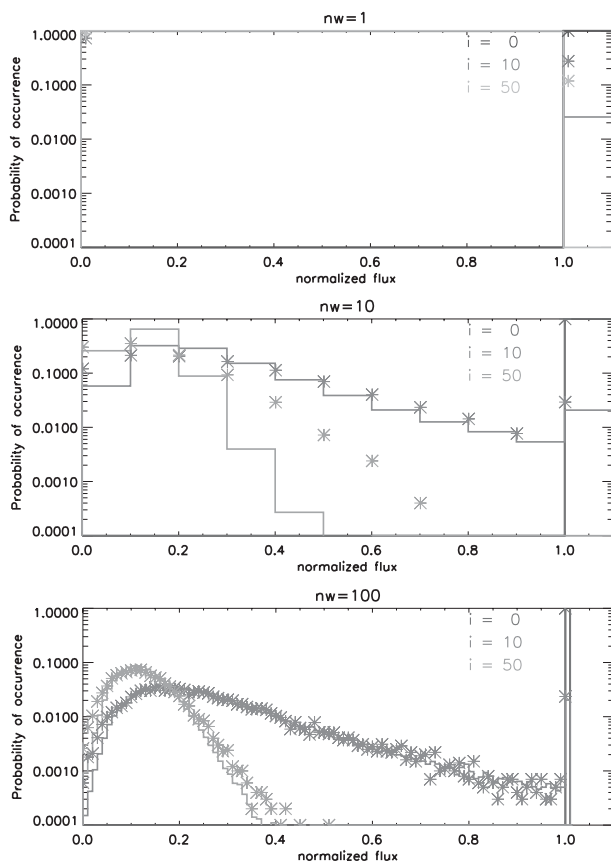 nw=1
1.0000
0.1000
0.0010
0.0010
0.0001
Probability of occurrence
i = 0
i = 10
i = 50
0.0 0.2 0.4 0.6 0.8 1.0
normalized flux
nw=10
1.0000
0.1000
0.0100
0.0010
0.0001
Probability of occurrence
i = 0
i = 10
i = 50
0.0 0.2 0.4 0.6 0.8 1.0
normalized flux
nw=100
1.0000
0.1000
0.0100
0.0010
0.0001
Probability of occurrence
i = 0
i = 10
i = 50
0.0 0.2 0.4 0.6 0.8 1.0
normalized flux